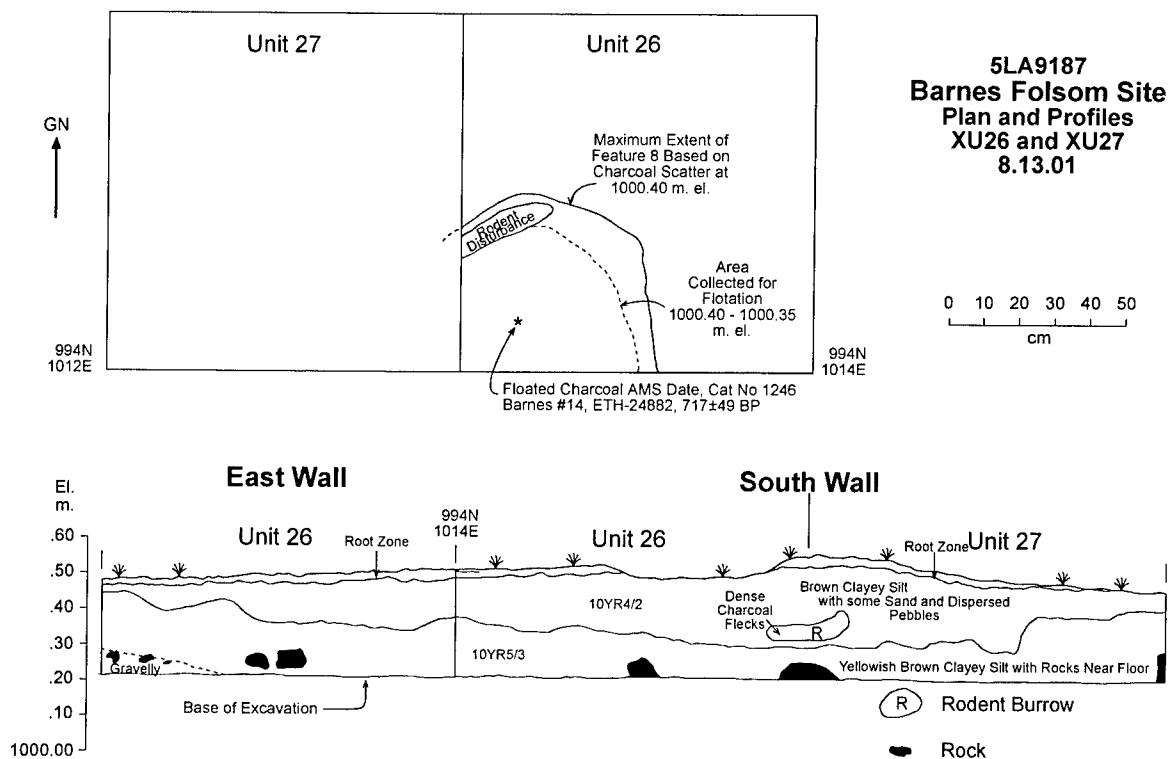 Unit 27
Unit 26
5LA9187
Barnes Folsom Site
Plan and Profiles
XU26 and XU27
8.13.01
GN
Maximum Extent of
Feature 8 Based on
Charcoal Scatter at
1000.40 m. el.
Rodent
Disturbance
Area
Collected for
Flotation
1000.40 - 1000.35
m. el.
*
0 10 20 30 40 50
cm
994N
1012E
994N
1014E
Floated Charcoal AMS Date, Cat No 1246
Barnes #14, ETH-24882, 717±49 BP
East Wall
South Wall
El.
m.
994N
1014E
Unit 26
Root Zone
Unit 26
Root Zone
Unit 27
.60
.50
.40
.30
.20
.10
1000.00
10YR4/2
Dense
Charcoal
Flecks
R
Brown Clayey Silt
with some Sand and Dispersed
Pebbles
10YR5/3
Gravelly
Yellowish Brown Clayey Silt with Rocks Near Floor
Base of Excavation
R Rodent Burrow
Rock